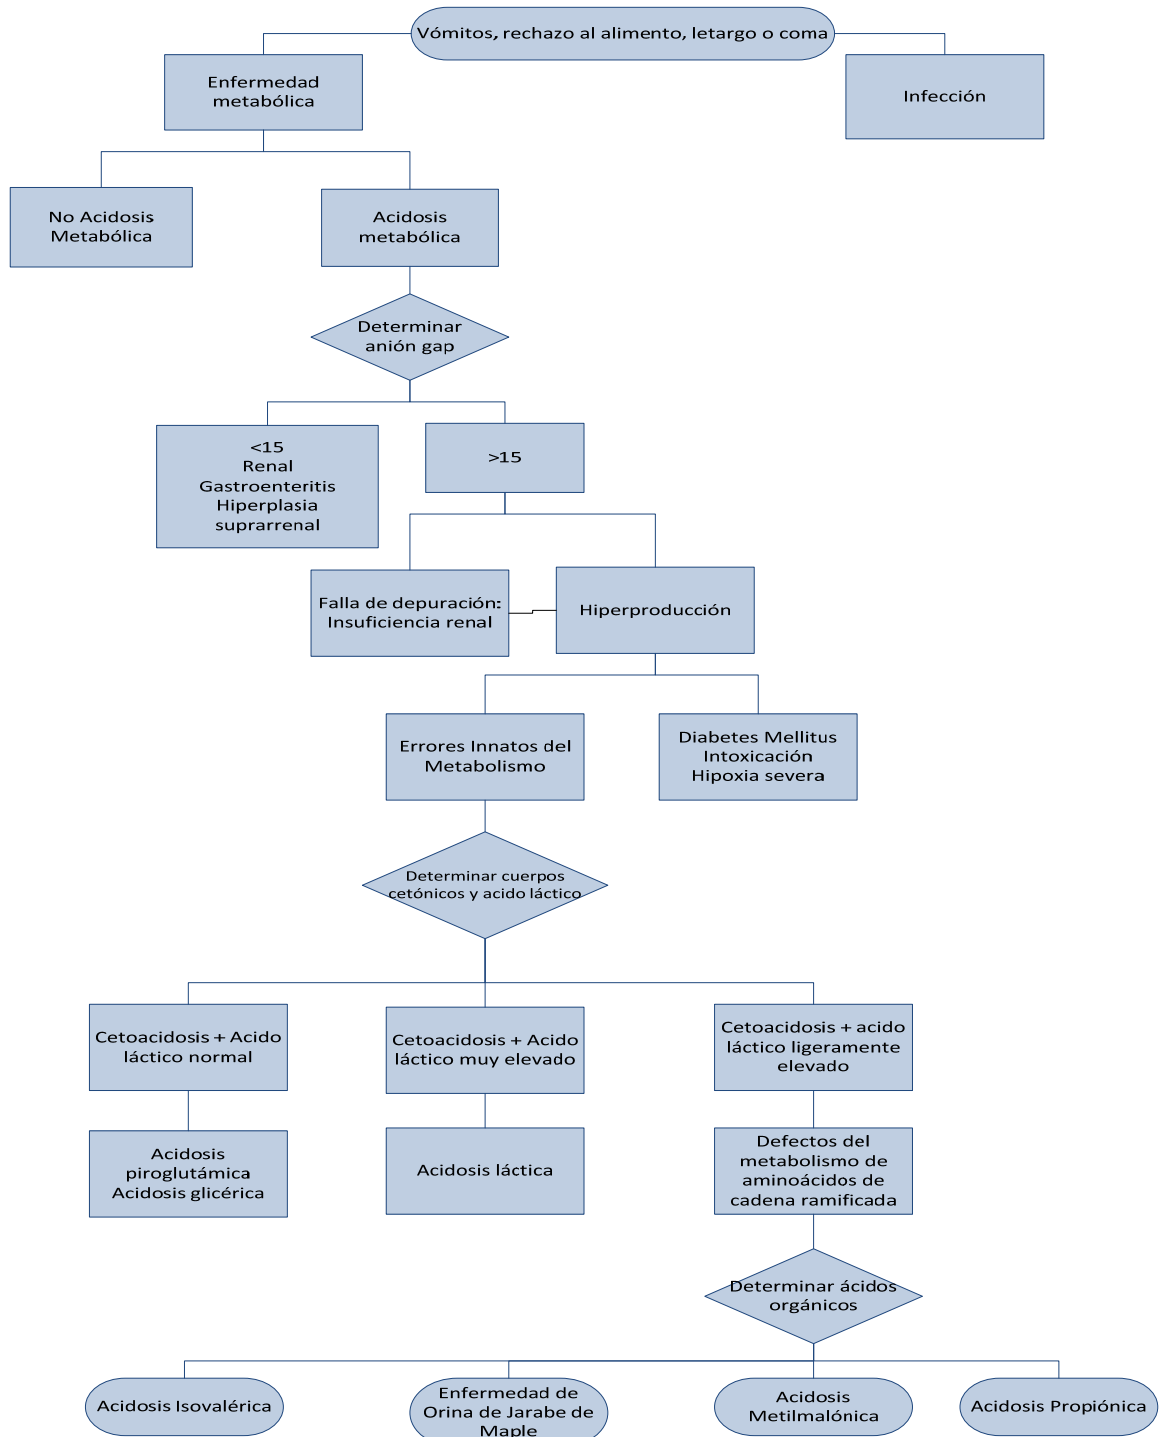 Vómitos, rechazo al alimento, letargo o coma
Enfermedad
metabólica
Infección
No Acidosis
Metabólica
Acidosis
metabólica
Determinar
anión gap
<15
Renal
Gastroenteritis
Hiperplasia
suprarrenal
>15
Falla de depuración:
Insuficiencia renal
Hiperproducción
Errores Innatos del
Metabolismo
Diabetes Mellitus
Intoxicación
Hipoxia severa
Determinar cuerpos
cetónicos y acido láctico
Cetoacidosis + Acido
láctico normal
Cetoacidosis + Acido
láctico muy elevado
Cetoacidosis + acido
láctico ligeramente
elevado
Acidosis
piroglutámica
Acidosis glicérica
Acidosis láctica
Defectos del
metabolismo de
aminoácidos de
cadena ramificada
Determinar ácidos
orgánicos
Acidosis Isovalérica
Enfermedad de
Orina de Jarabe de
Maple
Acidosis
Metilmalónica
Acidosis Propiónica